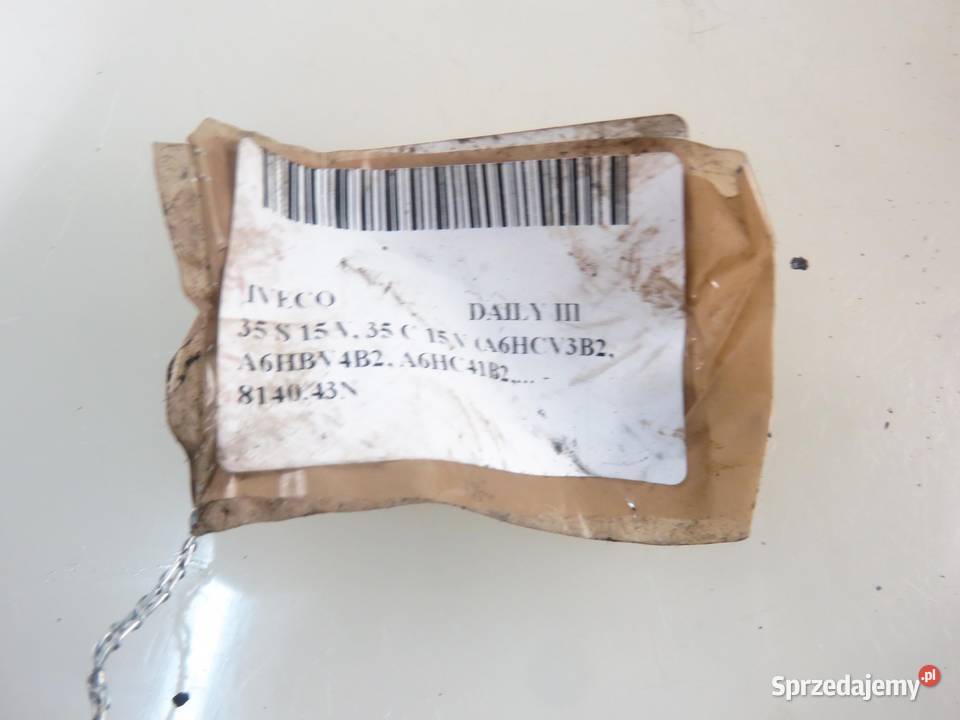 IVECO DAILY III
35 S 15 V, 35 C 15 V (A6HCV3B2,
A6HBV4B2, A6HC41B2,... -
8140.43N
Sprzedajemy.pl